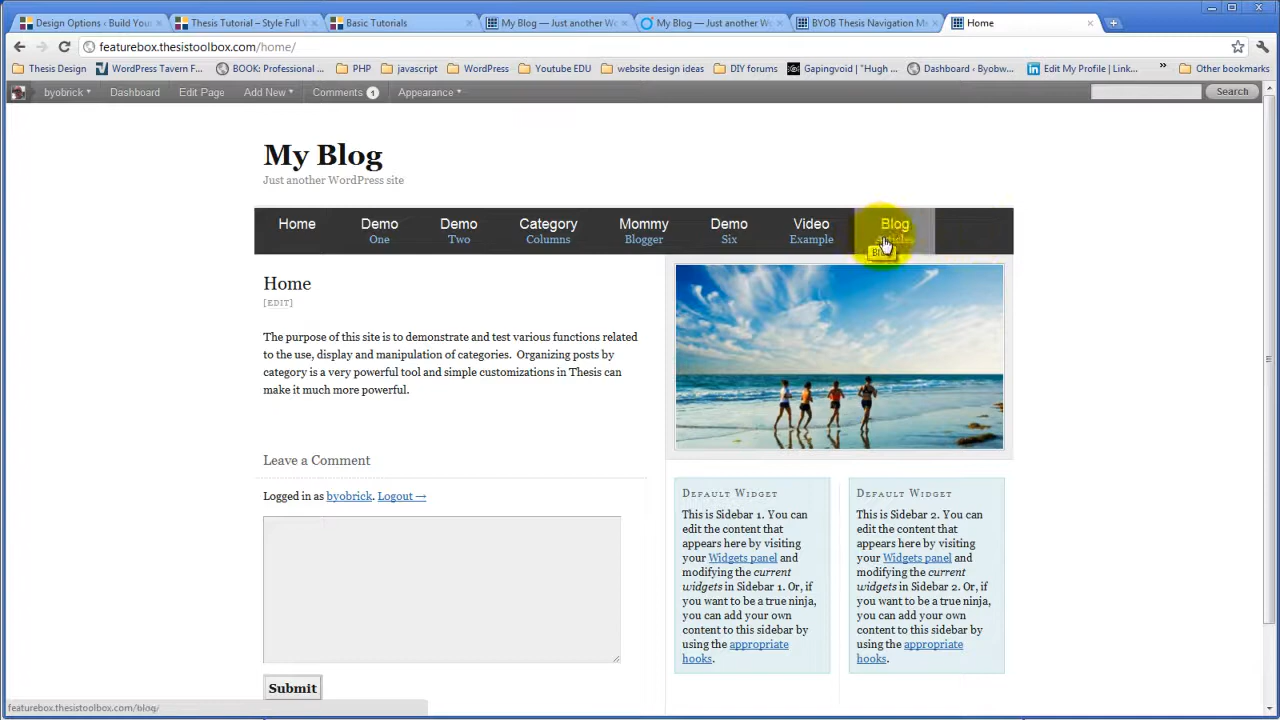 Design Options ‹ Build Your
Thesis Tutorial – Style Full V
Basic Tutorials
My Blog — Just another Wo
My Blog — Just another Wo
BYOB Thesis Navigation Me
Home
featurebox.thesistoolbox.com/home/
Thesis Design
WordPress Tavern F...
BOOK: Professional ...
PHP
javascript
WordPress
Youtube EDU
website design ideas
DIY forums
Gapingvoid | "Hugh ...
Dashboard ‹ Byobw...
Edit My Profile | Link...
»
Other bookmarks
byobrick
Dashboard
Edit Page
Add New
Comments 1
Appearance
Search
My Blog
Just another WordPress site
Home
Demo
One
Demo
Two
Category
Columns
Mommy
Blogger
Demo
Six
Video
Example
Blog
Articles
Home
[EDIT]
The purpose of this site is to demonstrate and test various functions related
to the use, display and manipulation of categories. Organizing posts by
category is a very powerful tool and simple customizations in Thesis can
make it much more powerful.
Leave a Comment
Logged in as byobrick. Logout →
Submit
Default Widget
This is Sidebar 1. You can
edit the content that
appears here by visiting
your Widgets panel and
modifying the current
widgets in Sidebar 1. Or, if
you want to be a true ninja,
you can add your own
content to this sidebar by
using the appropriate
hooks.
Default Widget
This is Sidebar 2. You can
edit the content that
appears here by visiting
your Widgets panel and
modifying the current
widgets in Sidebar 2. Or, if
you want to be a true ninja,
you can add your own
content to this sidebar by
using the appropriate
hooks.
featurebox.thesistoolbox.com/blog/